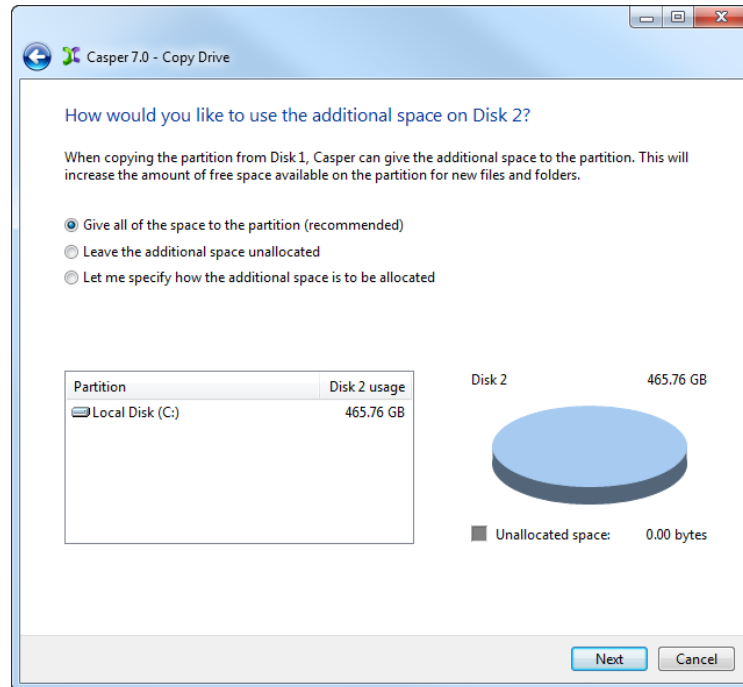 Casper 7.0 - Copy Drive
How would you like to use the additional space on Disk 2?
When copying the partition from Disk 1, Casper can give the additional space to the partition. This will
increase the amount of free space available on the partition for new files and folders.
Give all of the space to the partition (recommended)
Leave the additional space unallocated
Let me specify how the additional space is to be allocated
Partition Disk 2 usage
Local Disk (C:) 465.76 GB
Disk 2 465.76 GB
Unallocated space: 0.00 bytes
Next Cancel